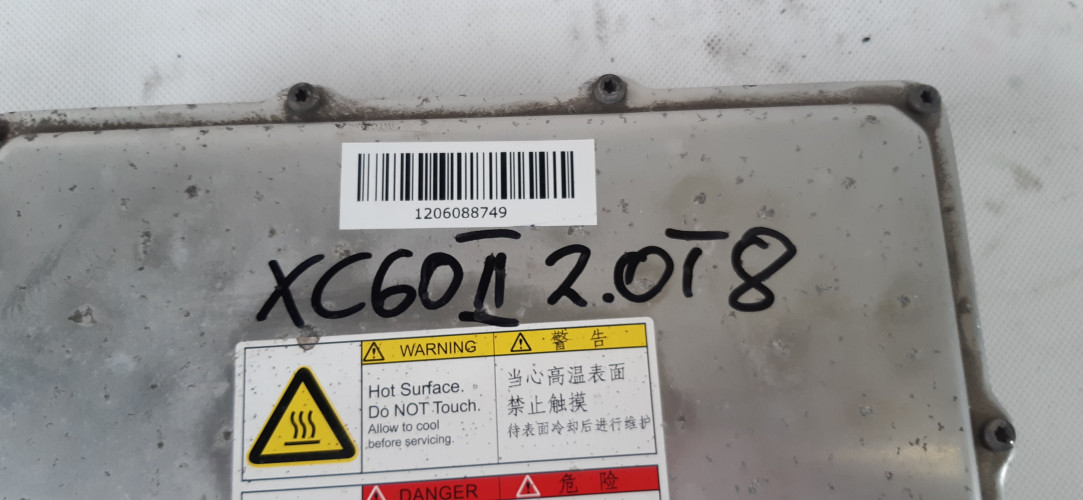 1206088749
XC60 II 2.0 T8
WARNING
Hot Surface.
Do NOT Touch.
Allow to cool
before servicing.
警告
当心高温表面
禁止触摸
待表面冷却后进行维护
DANGER
危险